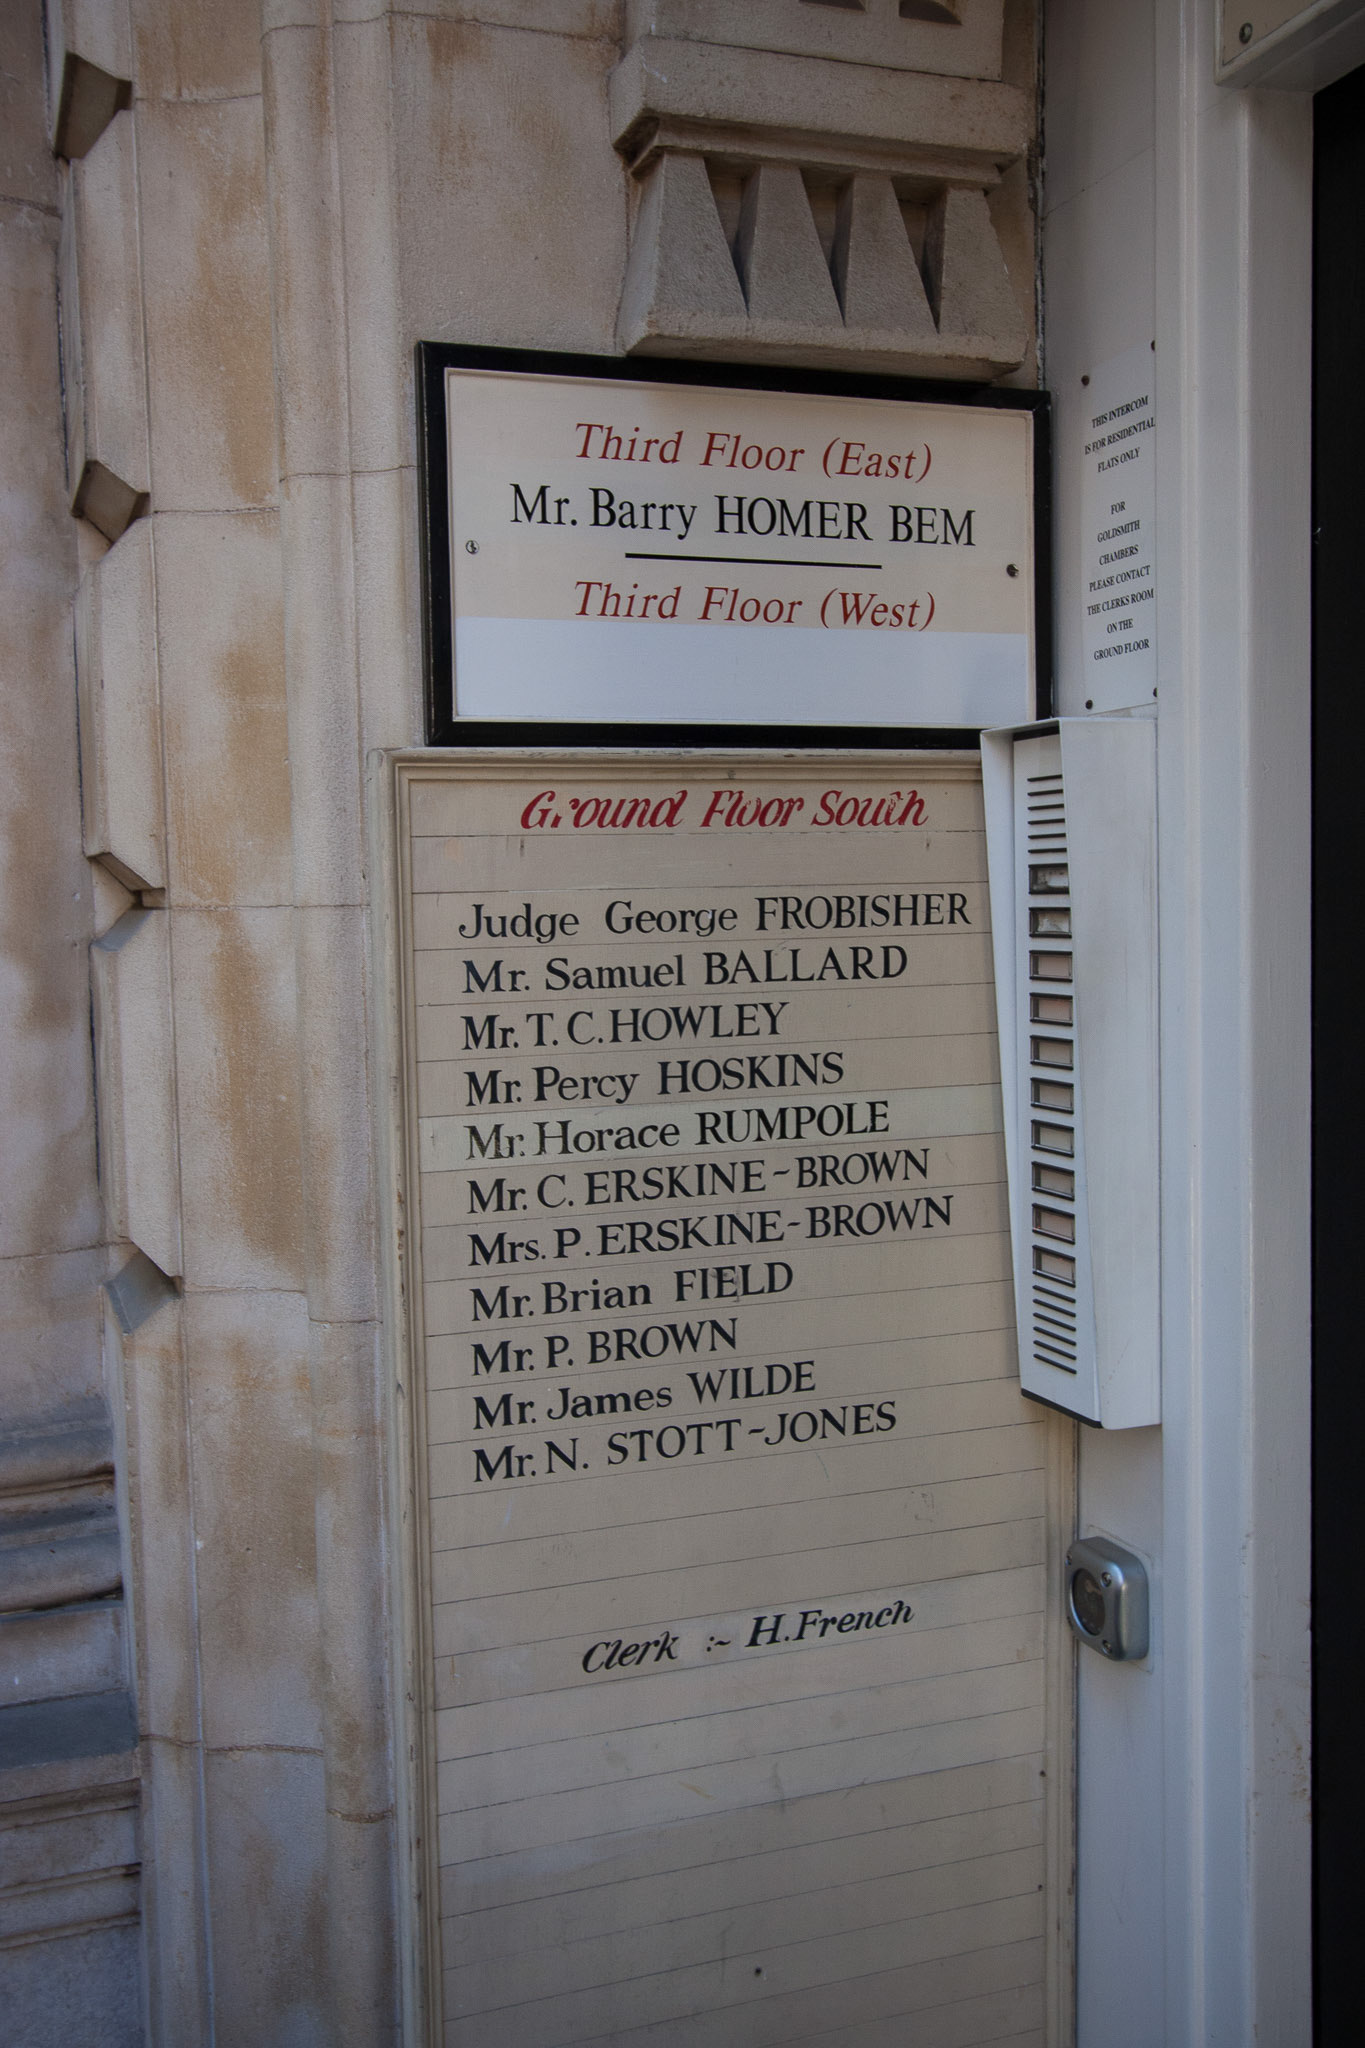 Third Floor (East)
Mr. Barry HOMER BEM
Third Floor (West)
THIS INTERCOM
IS FOR RESIDENTIAL
FLATS ONLY
FOR
GOLDSMITH
CHAMBERS
PLEASE CONTACT
THE CLERKS ROOM
ON THE
GROUND FLOOR
Ground Floor South
Judge George FROBISHER
Mr. Samuel BALLARD
Mr. T. C. HOWLEY
Mr. Percy HOSKINS
Mr. Horace RUMPOLE
Mr. C. ERSKINE-BROWN
Mrs. P. ERSKINE-BROWN
Mr. Brian FIELD
Mr. P. BROWN
Mr. James WILDE
Mr. N. STOTT-JONES
Clerk :~ H. French